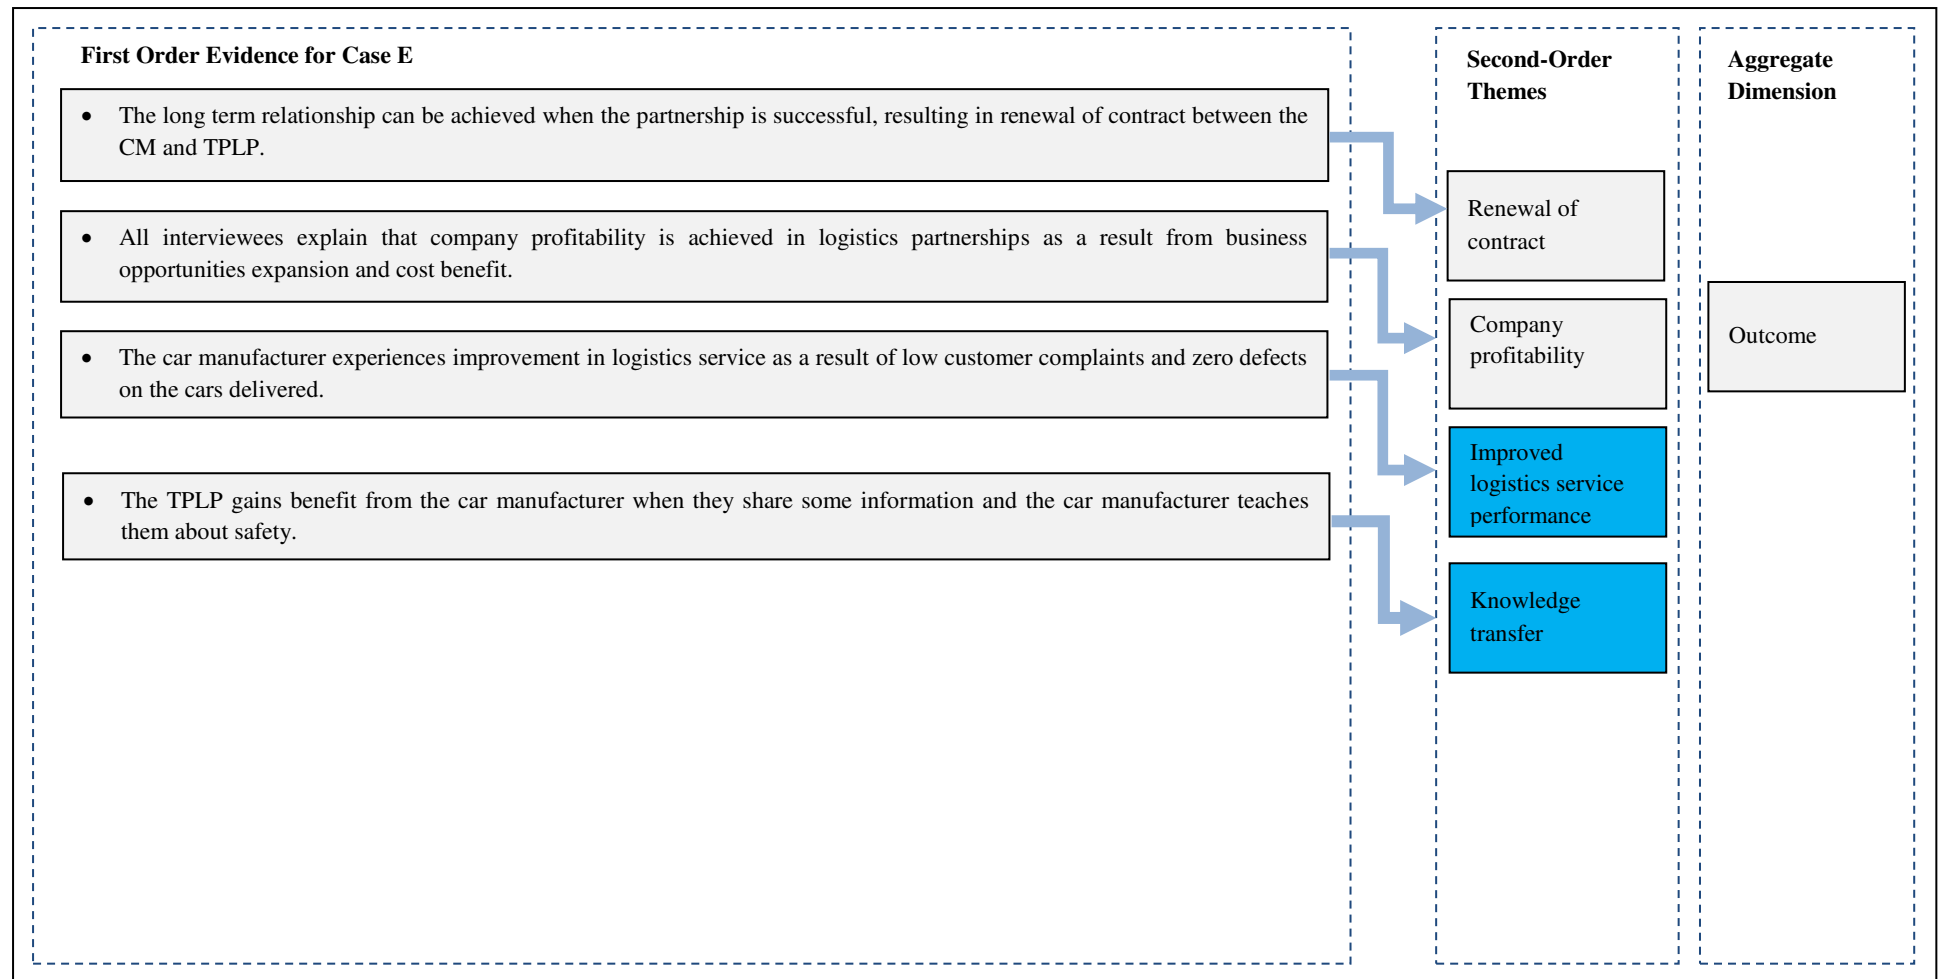 First Order Evidence for Case E
• The long term relationship can be achieved when the partnership is successful, resulting in renewal of contract between the
CM and TPLP.
• All interviewees explain that company profitability is achieved in logistics partnerships as a result from business
opportunities expansion and cost benefit.
• The car manufacturer experiences improvement in logistics service as a result of low customer complaints and zero defects
on the cars delivered.
• The TPLP gains benefit from the car manufacturer when they share some information and the car manufacturer teaches
them about safety.
Second-Order
Themes
Renewal of
contract
Company
profitability
Improved
logistics service
performance
Knowledge
transfer
Aggregate
Dimension
Outcome